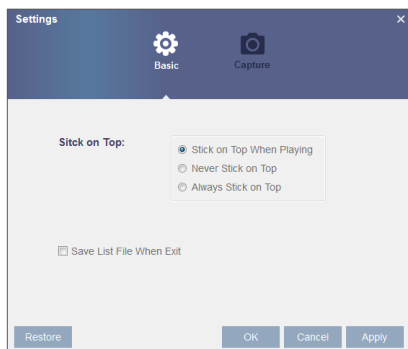 Settings
Basic
Capture
Sitck on Top:
Stick on Top When Playing
Never Stick on Top
Always Stick on Top
Save List File When Exit
Restore
OK
Cancel
Apply